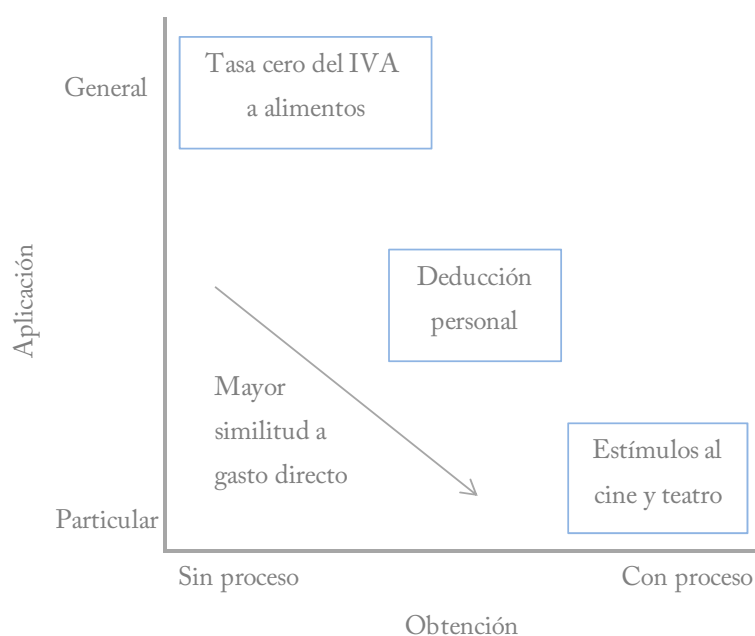 Tasa cero del IVA
a alimentos
General
Aplicación
Deducción
personal
Mayor
similitud a
gasto directo
Estímulos al
cine y teatro
Particular
Sin proceso
Con proceso
Obtención